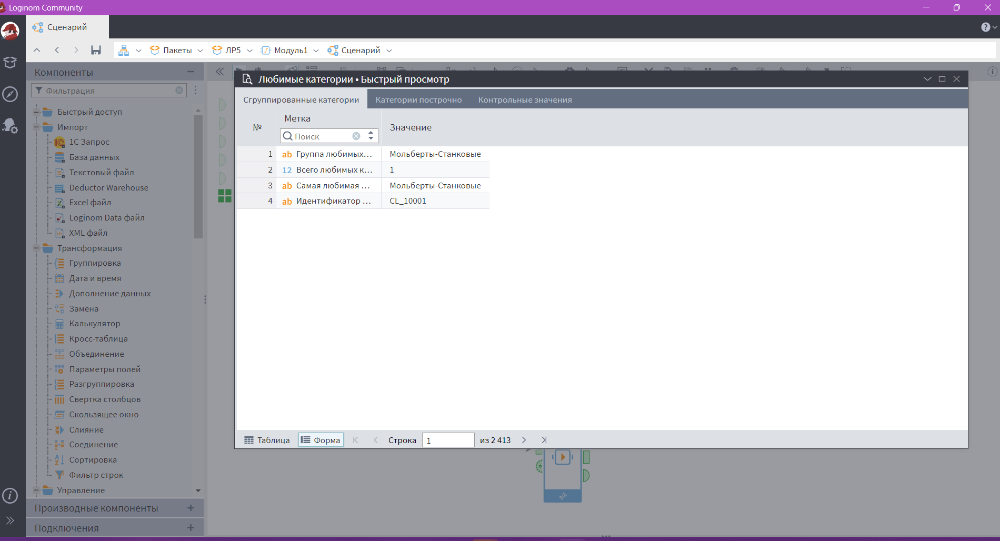 Loginom Community
Сценарий
Пакеты
ЛР5
Модуль1
Сценарий
Компоненты
Фильтрация
Быстрый доступ
Импорт
1С Запрос
База данных
Текстовый файл
Deductor Warehouse
Excel файл
Loginom Data файл
XML файл
Трансформация
Группировка
Дата и время
Дополнение данных
Замена
Калькулятор
Кросс-таблица
Объединение
Параметры полей
Разгруппировка
Свертка столбцов
Скользящее окно
Слияние
Соединение
Сортировка
Фильтр строк
Управление
Производные компоненты
Подключения
Любимые категории • Быстрый просмотр
Сгруппированные категории Категории построчно Контрольные значения
№ Метка Значение
Поиск
1 ab Группа любимых... Мольберты-Станковые
2 12 Всего любимых к... 1
3 ab Самая любимая ... Мольберты-Станковые
4 ab Идентификатор ... CL_10001
Таблица Форма Строка 1 из 2 413